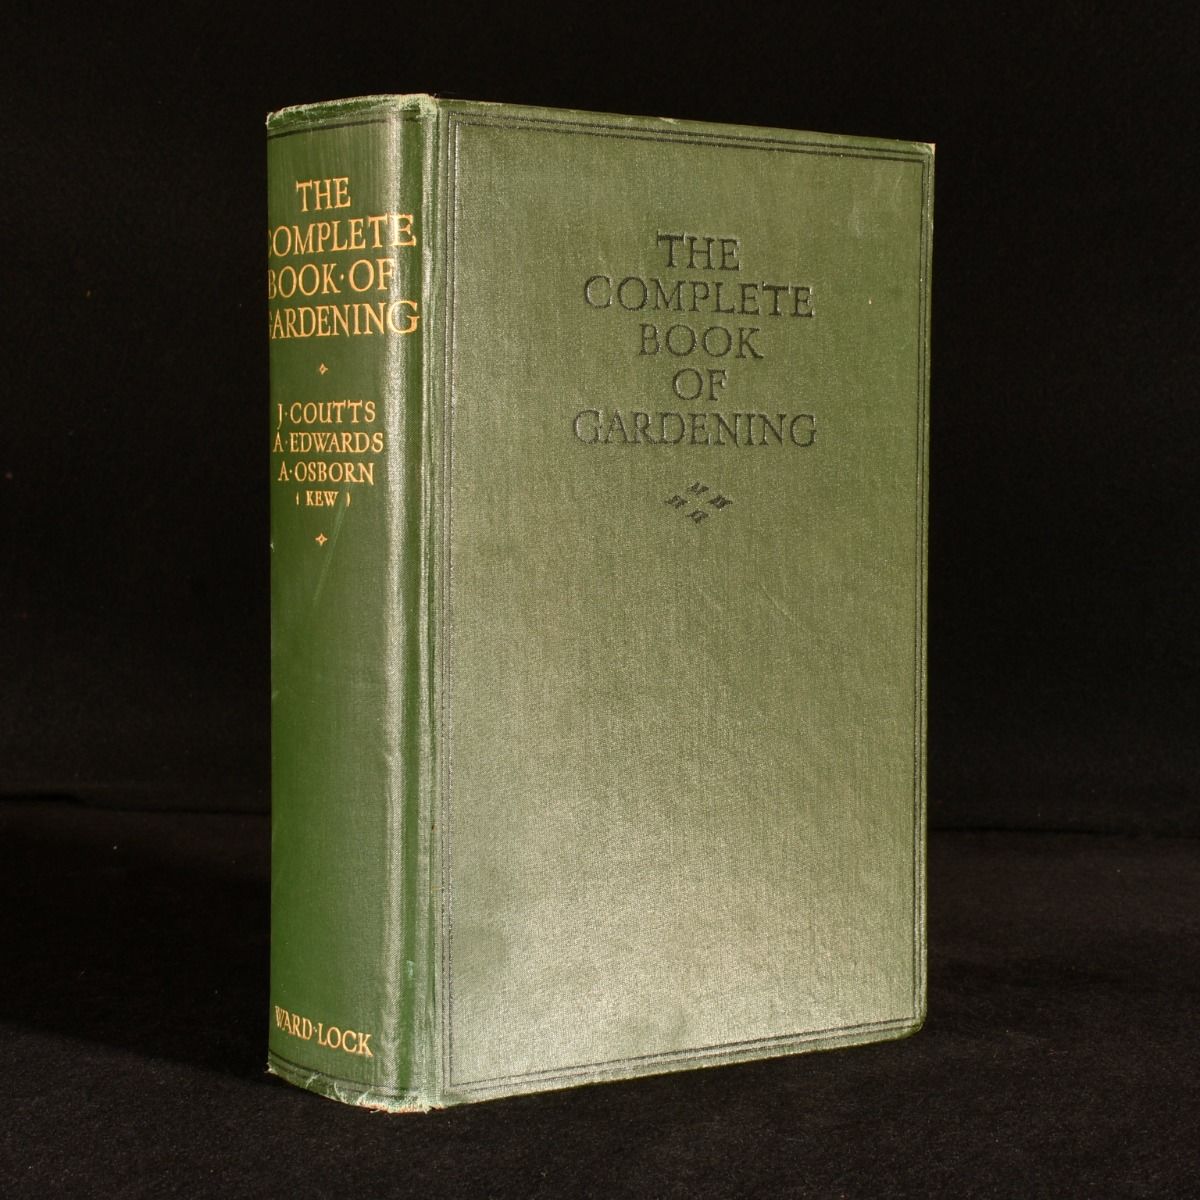 THE
COMPLETE
BOOK·OF
GARDENING
J·COUTTS
A·EDWARDS
A·OSBORN
(KEW)
WARD·LOCK
THE
COMPLETE
BOOK
OF
GARDENING